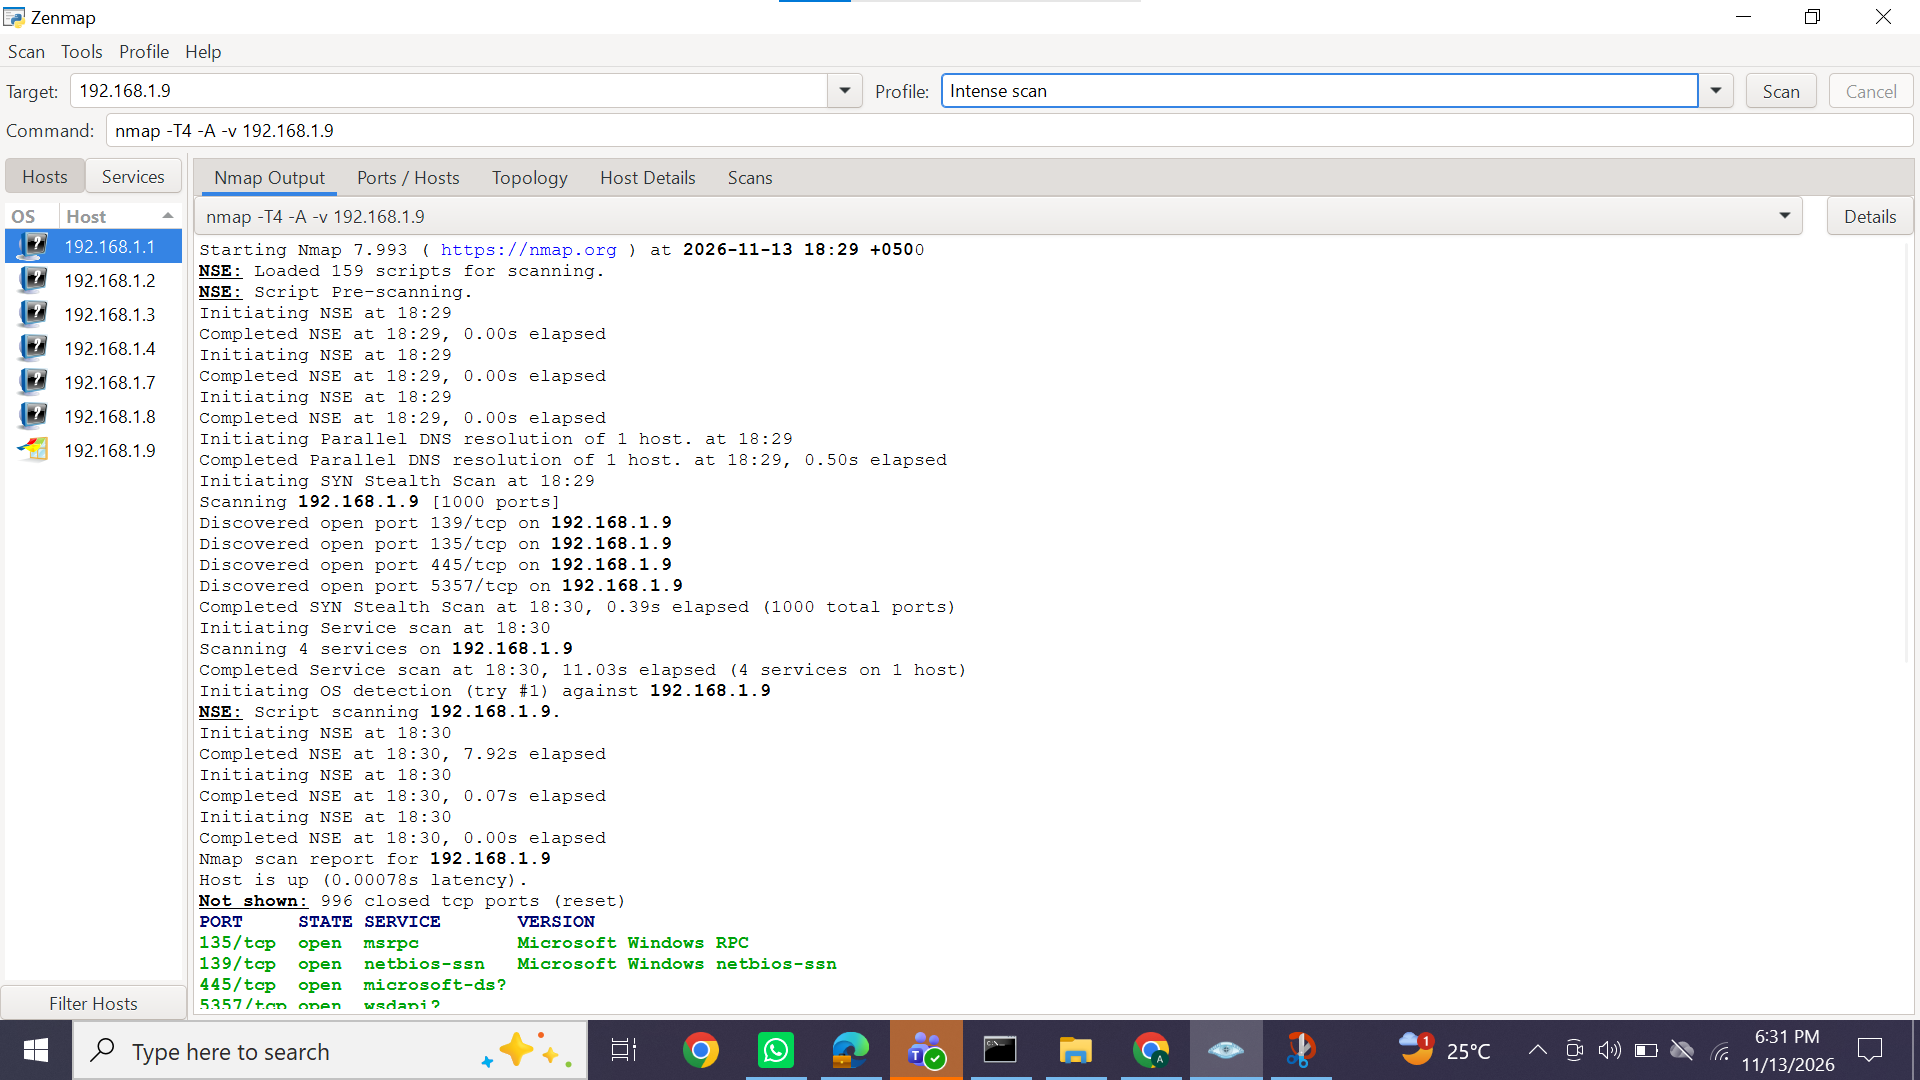 Zenmap
Scan Tools Profile Help
Target: 192.168.1.9 Profile: Intense scan Scan Cancel
Command: nmap -T4 -A -v 192.168.1.9
Hosts Services
Nmap Output Ports / Hosts Topology Host Details Scans
OS Host
192.168.1.1
192.168.1.2
192.168.1.3
192.168.1.4
192.168.1.7
192.168.1.8
192.168.1.9
Filter Hosts
nmap -T4 -A -v 192.168.1.9 Details
Starting Nmap 7.993 ( https://nmap.org ) at 2026-11-13 18:29 +0500
NSE: Loaded 159 scripts for scanning.
NSE: Script Pre-scanning.
Initiating NSE at 18:29
Completed NSE at 18:29, 0.00s elapsed
Initiating NSE at 18:29
Completed NSE at 18:29, 0.00s elapsed
Initiating NSE at 18:29
Completed NSE at 18:29, 0.00s elapsed
Initiating Parallel DNS resolution of 1 host. at 18:29
Completed Parallel DNS resolution of 1 host. at 18:29, 0.50s elapsed
Initiating SYN Stealth Scan at 18:29
Scanning 192.168.1.9 [1000 ports]
Discovered open port 139/tcp on 192.168.1.9
Discovered open port 135/tcp on 192.168.1.9
Discovered open port 445/tcp on 192.168.1.9
Discovered open port 5357/tcp on 192.168.1.9
Completed SYN Stealth Scan at 18:30, 0.39s elapsed (1000 total ports)
Initiating Service scan at 18:30
Scanning 4 services on 192.168.1.9
Completed Service scan at 18:30, 11.03s elapsed (4 services on 1 host)
Initiating OS detection (try #1) against 192.168.1.9
NSE: Script scanning 192.168.1.9.
Initiating NSE at 18:30
Completed NSE at 18:30, 7.92s elapsed
Initiating NSE at 18:30
Completed NSE at 18:30, 0.07s elapsed
Initiating NSE at 18:30
Completed NSE at 18:30, 0.00s elapsed
Nmap scan report for 192.168.1.9
Host is up (0.00078s latency).
Not shown: 996 closed tcp ports (reset)
PORT STATE SERVICE VERSION
135/tcp open msrpc Microsoft Windows RPC
139/tcp open netbios-ssn Microsoft Windows netbios-ssn
445/tcp open microsoft-ds?
5357/tcp open wsdapi?
Type here to search
T
A
1
25°C
6:31 PM
11/13/2026